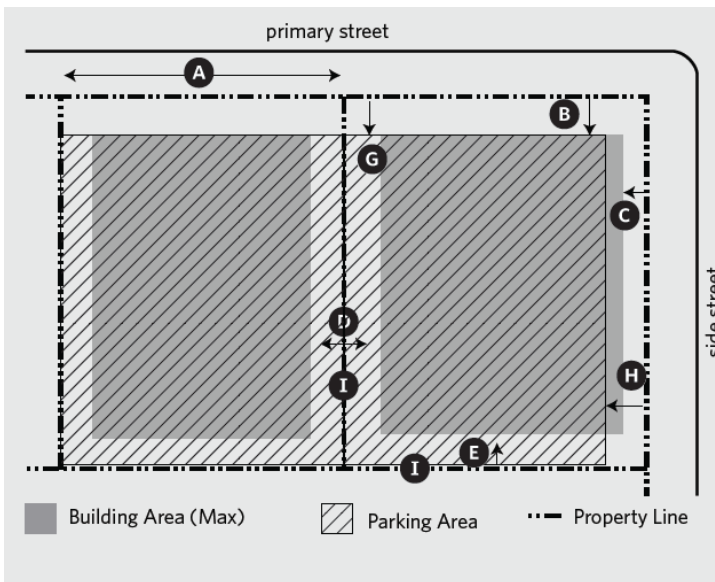 primary street
A
B
G
C
side street
D
H
I
E
I
Building Area (Max)
Parking Area
Property Line